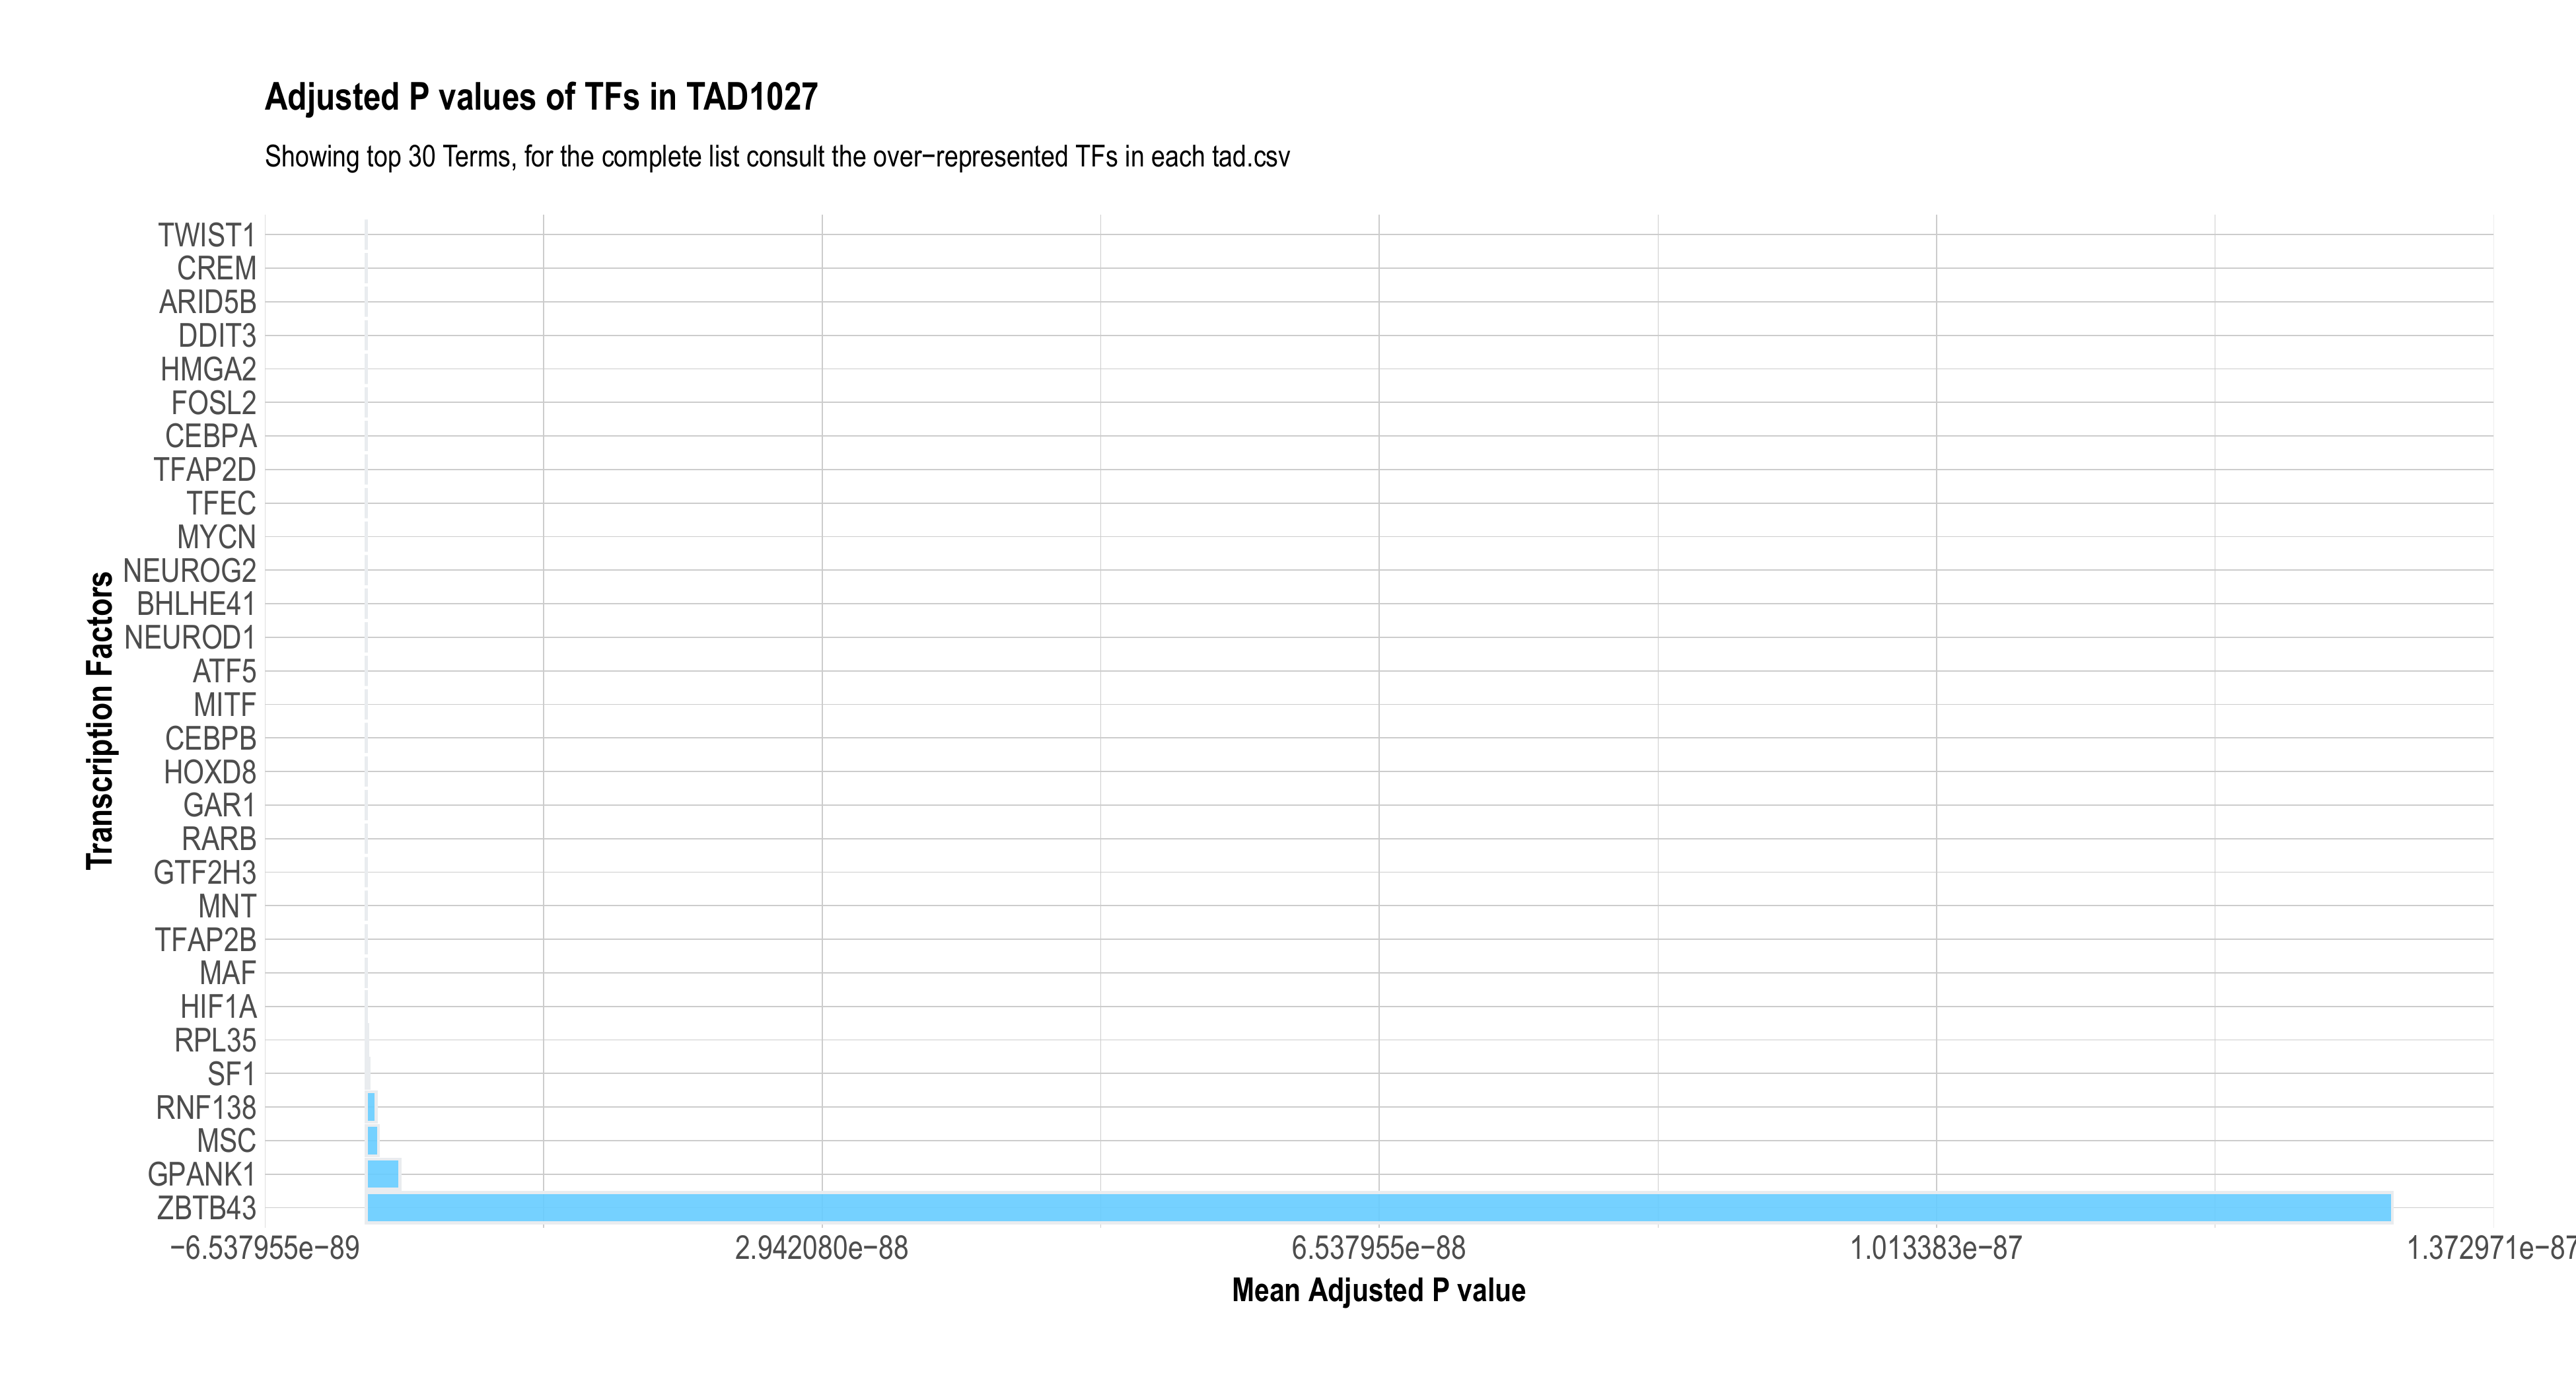 Adjusted P values of TFs in TAD1027
Showing top 30 Terms, for the complete list consult the over−represented TFs in each tad.csv
Transcription Factors
TWIST1
CREM
ARID5B
DDIT3
HMGA2
FOSL2
CEBPA
TFAP2D
TFEC
MYCN
NEUROG2
BHLHE41
NEUROD1
ATF5
MITF
CEBPB
HOXD8
GAR1
RARB
GTF2H3
MNT
TFAP2B
MAF
HIF1A
RPL35
SF1
RNF138
MSC
GPANK1
ZBTB43
−6.537955e−89 2.942080e−88 6.537955e−88 1.013383e−87 1.372971e−87
Mean Adjusted P value